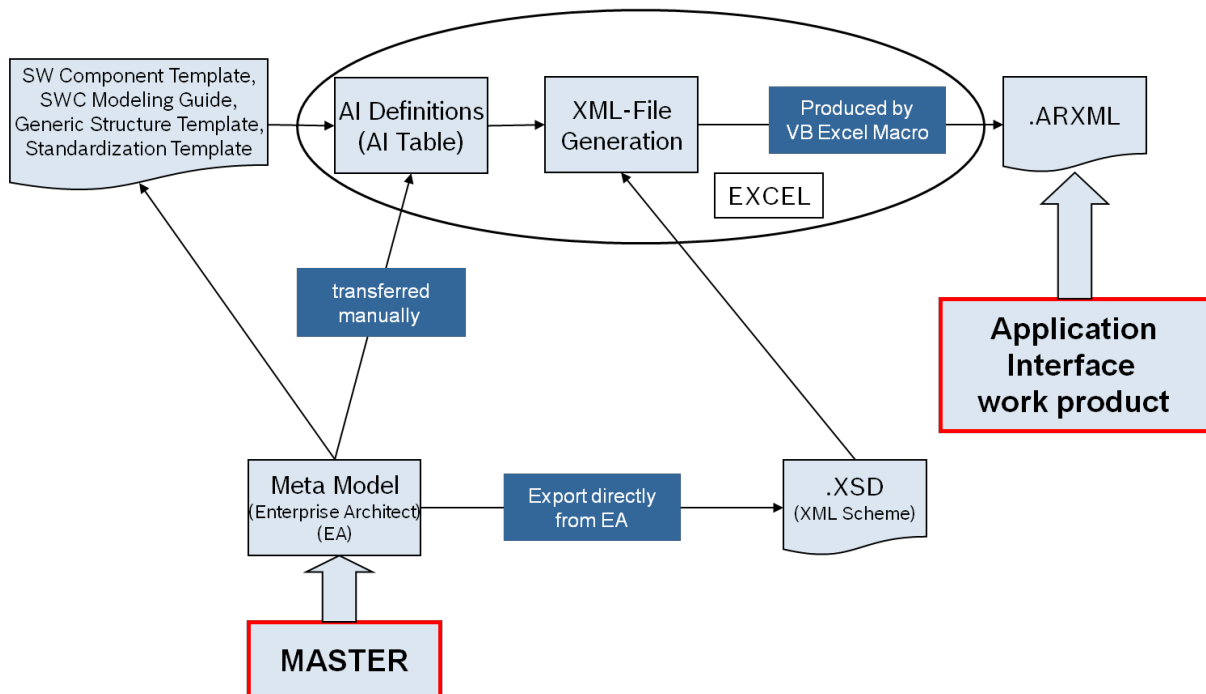 SW Component Template,
SWC Modeling Guide,
Generic Structure Template,
Standardization Template
AI Definitions
(AI Table)
XML-File
Generation
Produced by
VB Excel Macro
.ARXML
EXCEL
transferred
manually
Application
Interface
work product
Meta Model
(Enterprise Architect)
(EA)
Export directly
from EA
.XSD
(XML Scheme)
MASTER